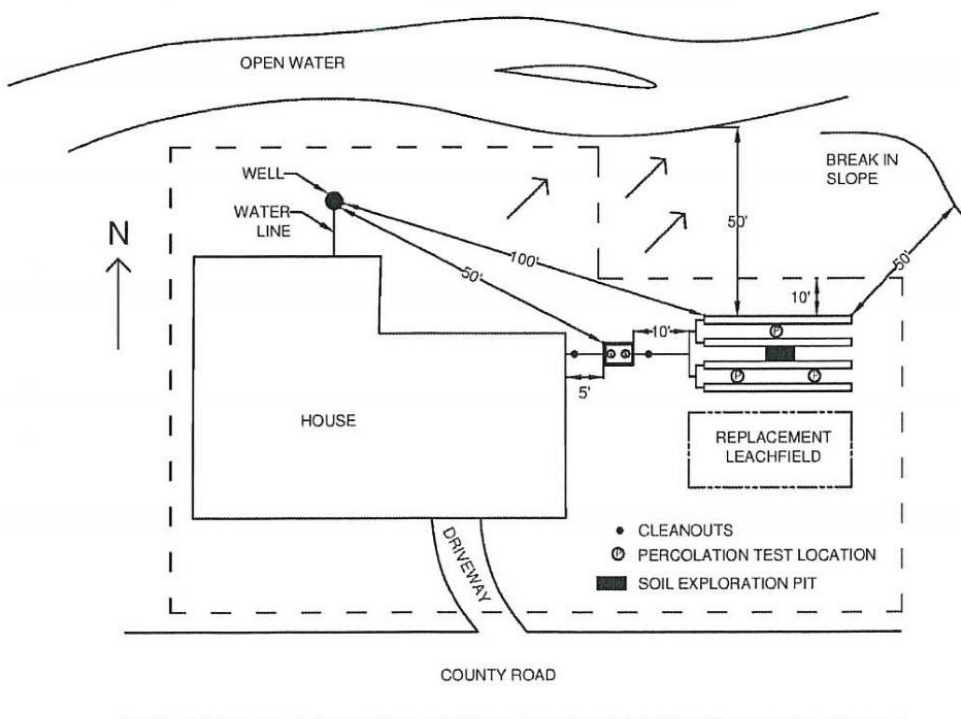 OPEN WATER
WELL
BREAK IN
SLOPE
WATER
LINE
N
50'
100'
50'
50'
10'
10'
5'
P
P
P
HOUSE
REPLACEMENT
LEACHFIELD
CLEANOUTS
P PERCOLATION TEST LOCATION
SOIL EXPLORATION PIT
DRIVEWAY
COUNTY ROAD